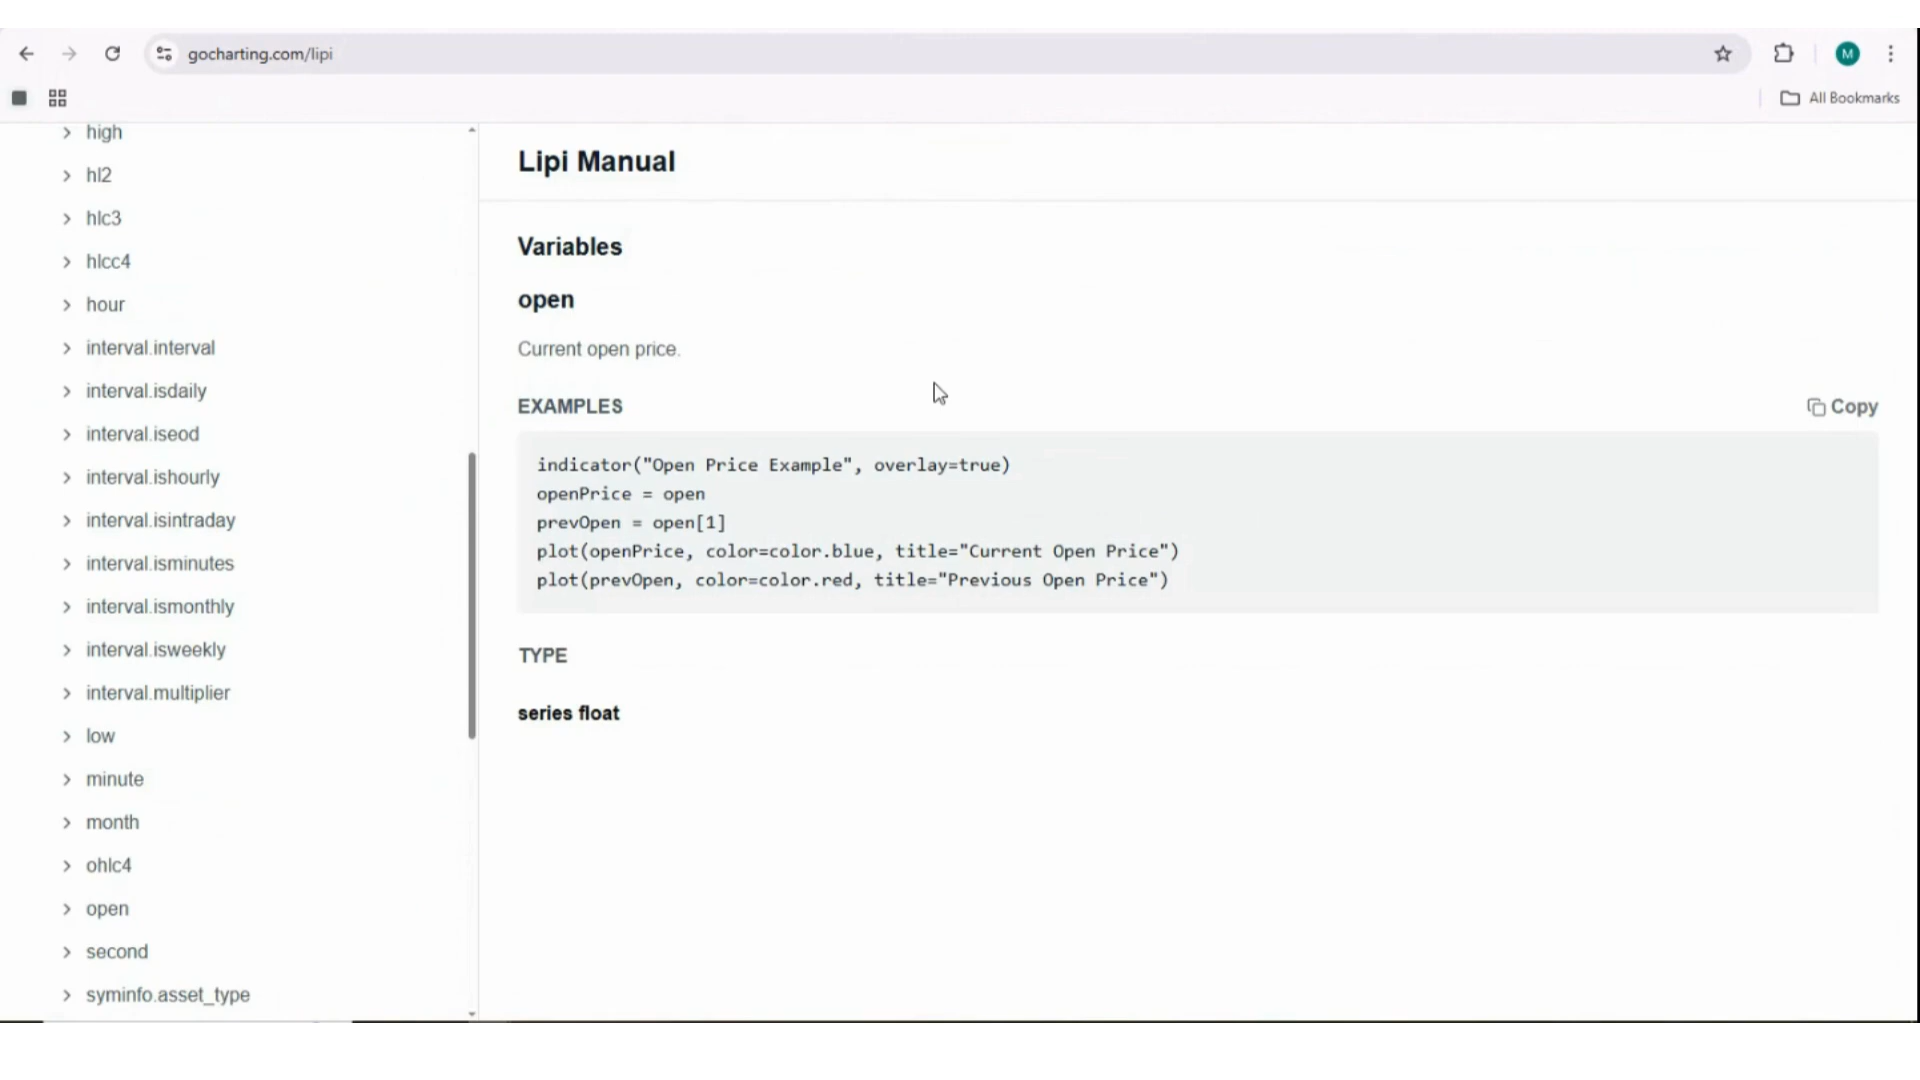 gocharting.com/lipi
M
All Bookmarks
high
hl2
hlc3
hlcc4
hour
interval.interval
interval.isdaily
interval.iseod
interval.ishourly
interval.isintraday
interval.isminutes
interval.ismonthly
interval.isweekly
interval.multiplier
low
minute
month
ohlc4
open
second
syminfo.asset_type
Lipi Manual
Variables
open
Current open price.
EXAMPLES
Copy
indicator("Open Price Example", overlay=true)
openPrice = open
prevOpen = open[1]
plot(openPrice, color=color.blue, title="Current Open Price")
plot(prevOpen, color=color.red, title="Previous Open Price")
TYPE
series float